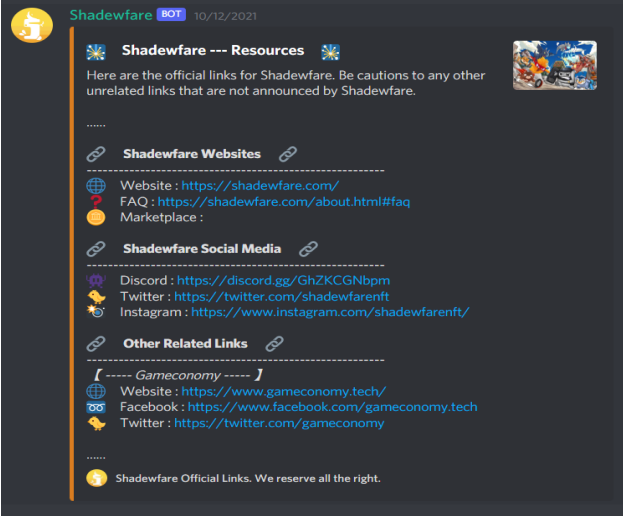 Shadewfare BOT 10/12/2021
Shadewfare --- Resources
Here are the official links for Shadewfare. Be cautions to any other
unrelated links that are not announced by Shadewfare.
......
Shadewfare Websites
----------------------------------------------------------
Website : https://shadewfare.com/
FAQ : https://shadewfare.com/about.html#faq
Marketplace :
Shadewfare Social Media
----------------------------------------------------------
Discord : https://discord.gg/GhZKCGNbpm
Twitter : https://twitter.com/shadewfarenft
Instagram : https://www.instagram.com/shadewfarenft/
Other Related Links
----------------------------------------------------------
【 ----- Gameconomy ----- 】
Website : https://www.gameconomy.tech/
Facebook : https://www.facebook.com/gameconomy.tech
Twitter : https://twitter.com/gameconomy
......
Shadewfare Official Links. We reserve all the right.